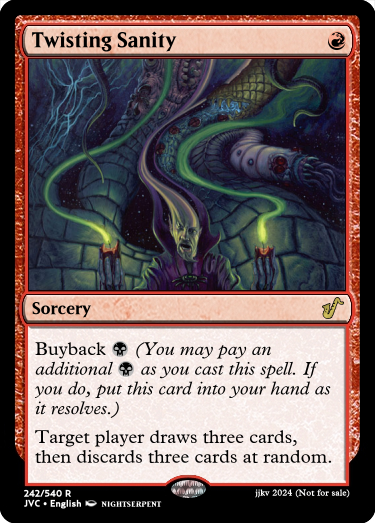 Twisting Sanity
Sorcery
Buyback (You may pay an
additional as you cast this spell. If
you do, put this card into your hand as
it resolves.)
Target player draws three cards,
then discards three cards at random.
242/540 R
jjkv 2024 (Not for sale)
JVC • English NIGHTSERPENT